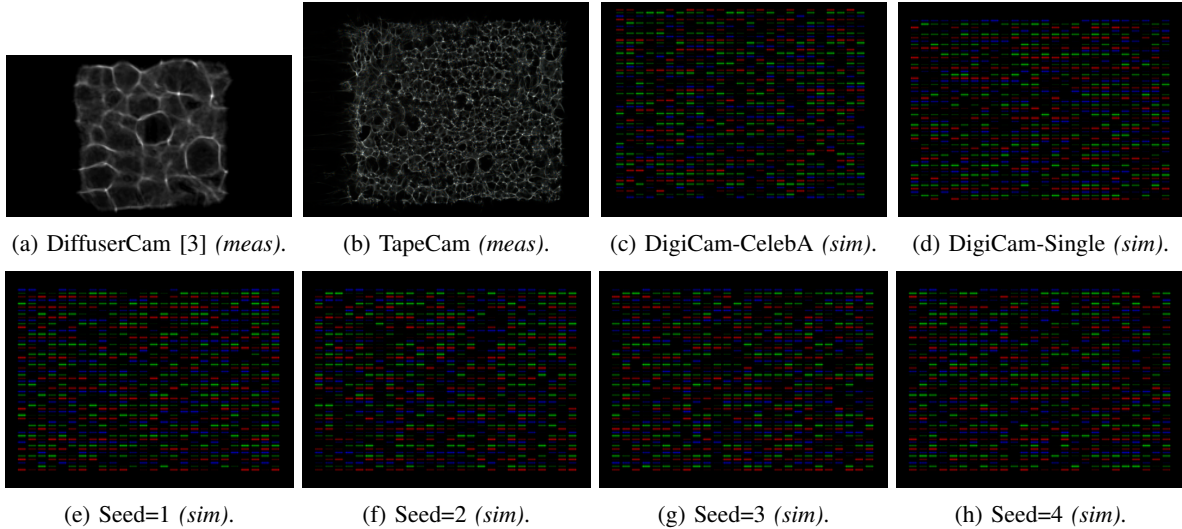 (a) DiffuserCam [3] (meas).
(b) TapeCam (meas).
(c) DigiCam-CelebA (sim).
(d) DigiCam-Single (sim).
(e) Seed=1 (sim).
(f) Seed=2 (sim).
(g) Seed=3 (sim).
(h) Seed=4 (sim).